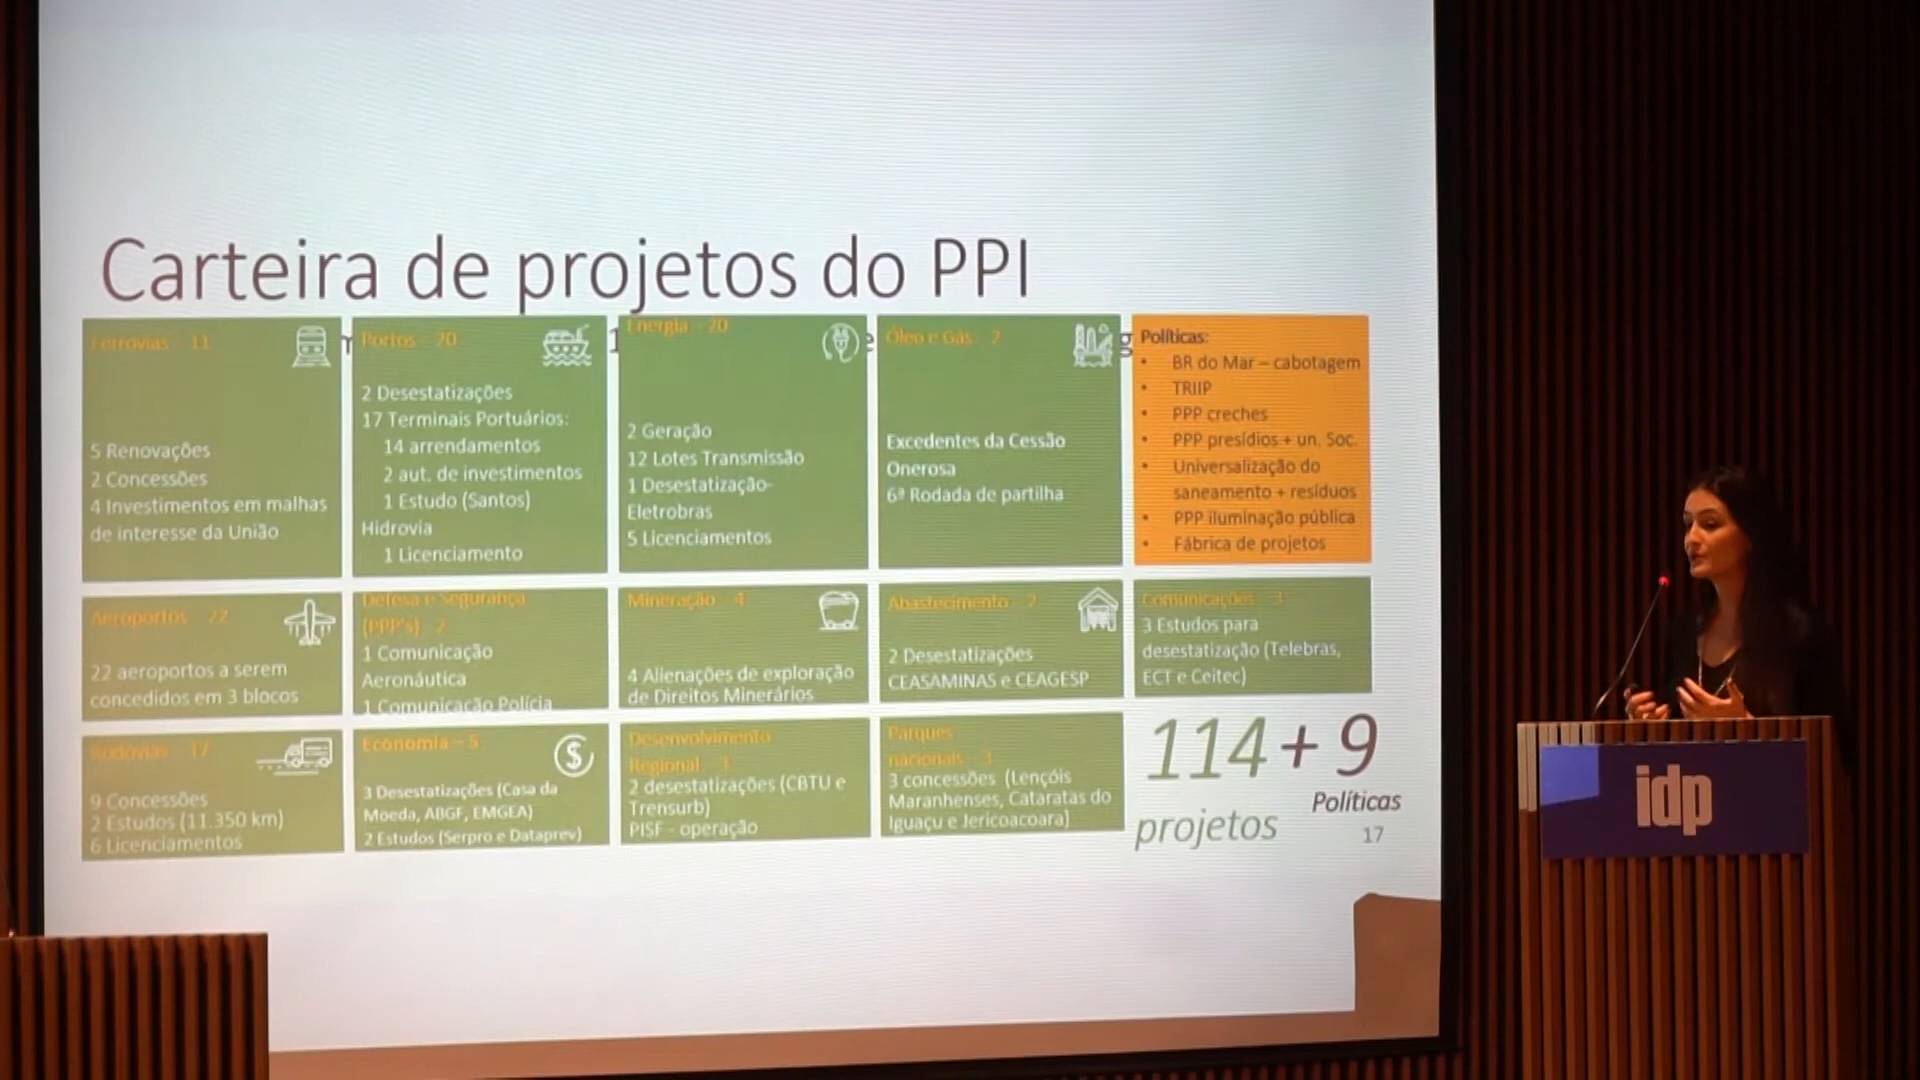 Carteira de projetos do PPI
Ferrovias - 11
5 Renovações
2 Concessões
4 Investimentos em malhas
de interesse da União
Portos - 20
2 Desestatizações
17 Terminais Portuários:
14 arrendamentos
2 aut. de investimentos
1 Estudo (Santos)
Hidrovia
1 Licenciamento
Energia - 20
2 Geração
12 Lotes Transmissão
1 Desestatização-
Eletrobras
5 Licenciamentos
Óleo e Gás - 2
Excedentes da Cessão
Onerosa
6ª Rodada de partilha
Políticas:
• BR do Mar – cabotagem
• TRIIP
• PPP creches
• PPP presídios + un. Soc.
• Universialização do
saneamento + resíduos
• PPP iluminação pública
• Fábrica de projetos
Aeroportos - 22
22 aeroportos a serem
concedidos em 3 blocos
Defesa e Segurança
(PPP's) - 2
1 Comunicação
Aeronáutica
1 Comunicação Polícia
Mineração - 4
4 Alienações de exploração
de Direitos Minerários
Abastecimento - 2
2 Desestatizações
CEASAMINAS e CEAGESP
Comunicações - 3
3 Estudos para
desestatização (Telebras,
ECT e Ceitec)
Rodovias - 17
9 Concessões
2 Estudos (11.350 km)
6 Licenciamentos
Economia – 5
3 Desestatizações (Casa da
Moeda, ABGF, EMGEA)
2 Estudos (Serpro e Dataprev)
Desenvolvimento
Regional - 3
2 desestatizações (CBTU e
Trensurb)
PISF - operação
Parques
nacionais - 3
3 concessões (Lençóis
Maranhenses, Cataratas do
Iguaçu e Jericoacoara)
114 + 9
projetos
Políticas
17
idp